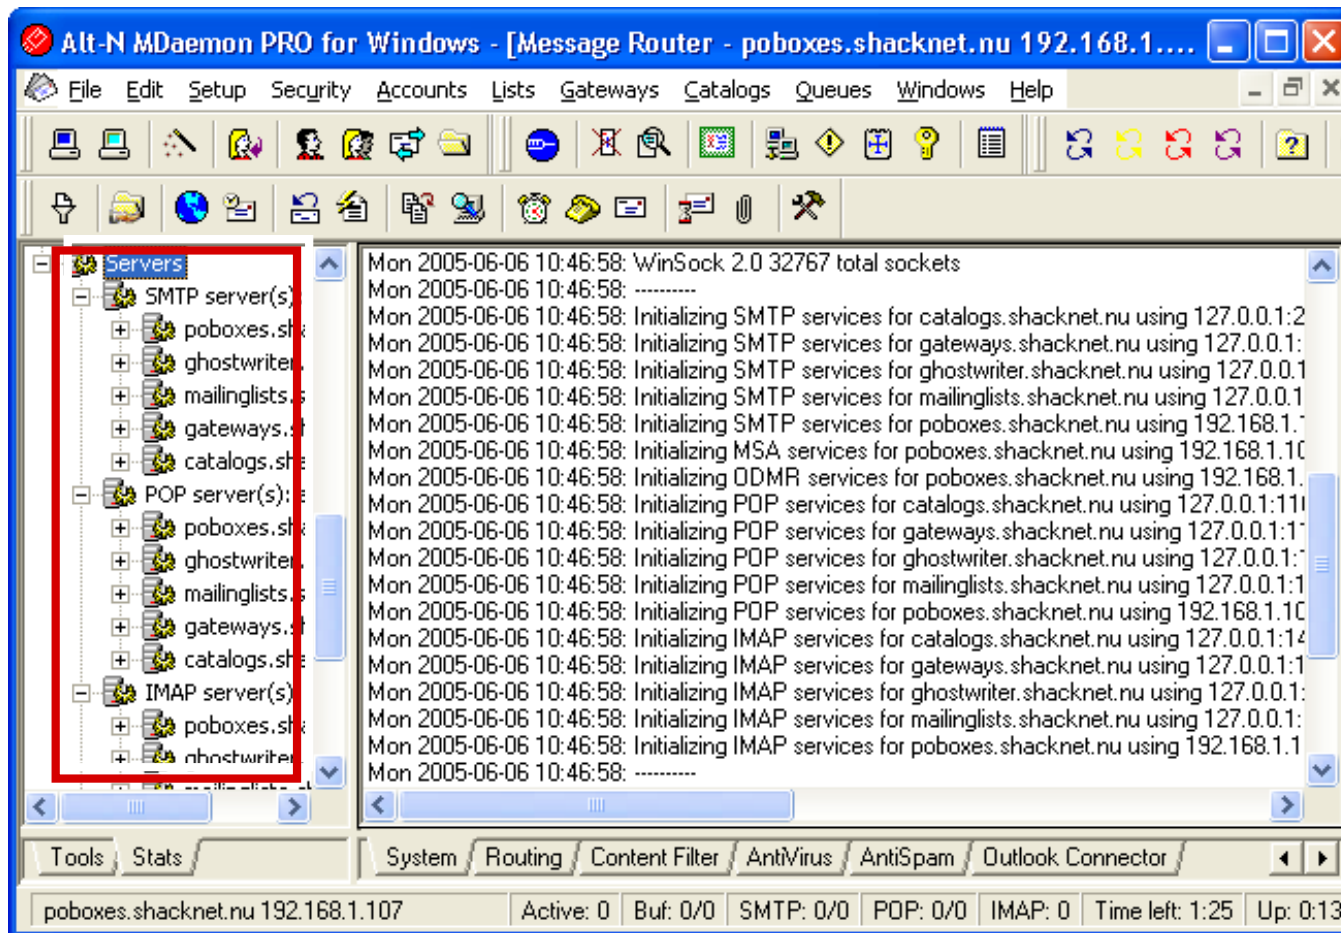 Alt-N MDaemon PRO for Windows - [Message Router - poboxes.shacknet.nu 192.168.1....
File Edit Setup Security Accounts Lists Gateways Catalogs Queues Windows Help
Servers
SMTP server(s)
poboxes.sha
ghostwriter.
mailinglists.s
gateways.sh
catalogs.sha
POP server(s):
poboxes.sha
ghostwriter.
mailinglists.s
gateways.sh
catalogs.sha
IMAP server(s)
poboxes.sha
ghostwriter.
Mon 2005-06-06 10:46:58: WinSock 2.0 32767 total sockets
Mon 2005-06-06 10:46:58: ----------
Mon 2005-06-06 10:46:58: Initializing SMTP services for catalogs.shacknet.nu using 127.0.0.1:2
Mon 2005-06-06 10:46:58: Initializing SMTP services for gateways.shacknet.nu using 127.0.0.1:
Mon 2005-06-06 10:46:58: Initializing SMTP services for ghostwriter.shacknet.nu using 127.0.0.1
Mon 2005-06-06 10:46:58: Initializing SMTP services for mailinglists.shacknet.nu using 127.0.0.1
Mon 2005-06-06 10:46:58: Initializing SMTP services for poboxes.shacknet.nu using 192.168.1.
Mon 2005-06-06 10:46:58: Initializing MSA services for poboxes.shacknet.nu using 192.168.1.10
Mon 2005-06-06 10:46:58: Initializing ODMR services for poboxes.shacknet.nu using 192.168.1.
Mon 2005-06-06 10:46:58: Initializing POP services for catalogs.shacknet.nu using 127.0.0.1:11
Mon 2005-06-06 10:46:58: Initializing POP services for gateways.shacknet.nu using 127.0.0.1:1
Mon 2005-06-06 10:46:58: Initializing POP services for ghostwriter.shacknet.nu using 127.0.0.1:
Mon 2005-06-06 10:46:58: Initializing POP services for mailinglists.shacknet.nu using 127.0.0.1:1
Mon 2005-06-06 10:46:58: Initializing POP services for poboxes.shacknet.nu using 192.168.1.10
Mon 2005-06-06 10:46:58: Initializing IMAP services for catalogs.shacknet.nu using 127.0.0.1:14
Mon 2005-06-06 10:46:58: Initializing IMAP services for gateways.shacknet.nu using 127.0.0.1:1
Mon 2005-06-06 10:46:58: Initializing IMAP services for ghostwriter.shacknet.nu using 127.0.0.1:
Mon 2005-06-06 10:46:58: Initializing IMAP services for mailinglists.shacknet.nu using 127.0.0.1:
Mon 2005-06-06 10:46:58: Initializing IMAP services for poboxes.shacknet.nu using 192.168.1.1
Mon 2005-06-06 10:46:58: ----------
Tools Stats System Routing Content Filter AntiVirus AntiSpam Outlook Connector
poboxes.shacknet.nu 192.168.1.107 Active: 0 Buf: 0/0 SMTP: 0/0 POP: 0/0 IMAP: 0 Time left: 1:25 Up: 0:13